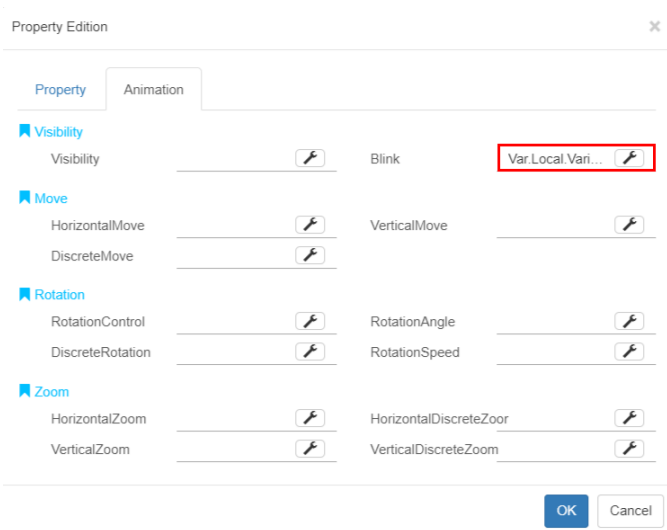 Property Edition ×
Property Animation
Visibility
Visibility Blink Var.Local.Vari...
Move
HorizontalMove VerticalMove
DiscreteMove
Rotation
RotationControl RotationAngle
DiscreteRotation RotationSpeed
Zoom
HorizontalZoom HorizontalDiscreteZoor
VerticalZoom VerticalDiscreteZoom
OK Cancel